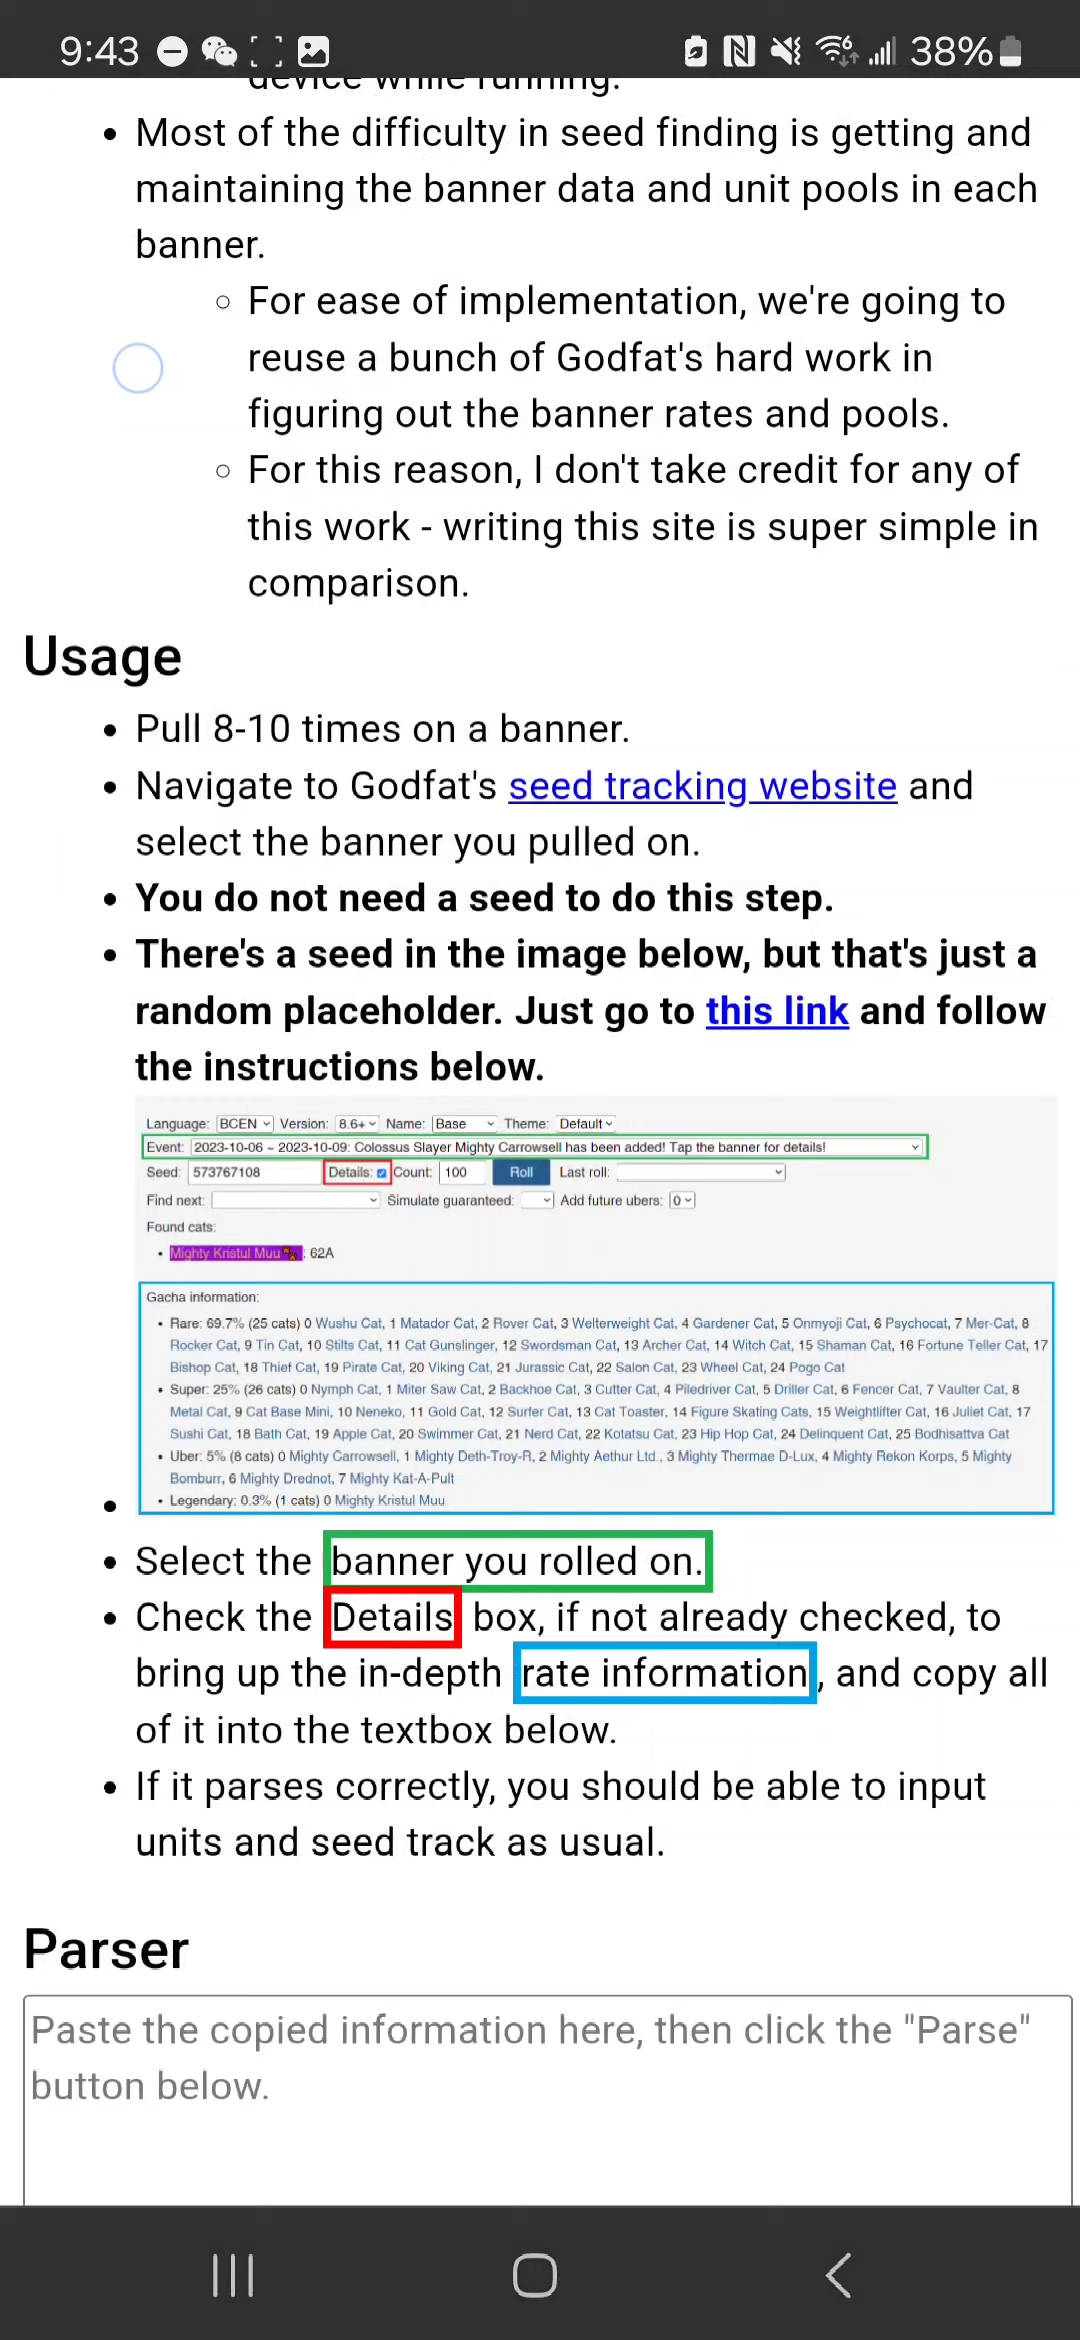 9:43 38%
device while running.
Most of the difficulty in seed finding is getting and
maintaining the banner data and unit pools in each
banner.
For ease of implementation, we're going to
reuse a bunch of Godfat's hard work in
figuring out the banner rates and pools.
For this reason, I don't take credit for any of
this work - writing this site is super simple in
comparison.
Usage
Pull 8-10 times on a banner.
Navigate to Godfat's seed tracking website and
select the banner you pulled on.
You do not need a seed to do this step.
There's a seed in the image below, but that's just a
random placeholder. Just go to this link and follow
the instructions below.
Language: BCEN Version: 8.6+ Name: Base Theme: Default
Event: 2023-10-06 ~ 2023-10-09: Colossus Slayer Mighty Carrowsell has been added! Tap the banner for details!
Seed: 573767108 Details: Count: 100 Roll Last roll:
Find next: Simulate guaranteed: Add future ubers: 0
Found cats:
Mighty Kristul Muu: 62A
Gacha information:
Rare: 69.7% (25 cats) 0 Wushu Cat, 1 Matador Cat, 2 Rover Cat, 3 Welterweight Cat, 4 Gardener Cat, 5 Onmyoji Cat, 6 Psychocat, 7 Mer-Cat, 8
Rocker Cat, 9 Tin Cat, 10 Stilts Cat, 11 Cat Gunslinger, 12 Swordsman Cat, 13 Archer Cat, 14 Witch Cat, 15 Shaman Cat, 16 Fortune Teller Cat, 17
Bishop Cat, 18 Thief Cat, 19 Pirate Cat, 20 Viking Cat, 21 Jurassic Cat, 22 Salon Cat, 23 Wheel Cat, 24 Pogo Cat
Super: 25% (26 cats) 0 Nymph Cat, 1 Miter Saw Cat, 2 Backhoe Cat, 3 Cutter Cat, 4 Piledriver Cat, 5 Driller Cat, 6 Fencer Cat, 7 Vaulter Cat, 8
Metal Cat, 9 Cat Base Mini, 10 Neneko, 11 Gold Cat, 12 Surfer Cat, 13 Cat Toaster, 14 Figure Skating Cats, 15 Weightlifter Cat, 16 Juliet Cat, 17
Sushi Cat, 18 Bath Cat, 19 Apple Cat, 20 Swimmer Cat, 21 Nerd Cat, 22 Kotatsu Cat, 23 Hip Hop Cat, 24 Delinquent Cat, 25 Bodhisattva Cat
Uber: 5% (8 cats) 0 Mighty Carrowsell, 1 Mighty Deth-Troy-R, 2 Mighty Aethur Ltd., 3 Mighty Thermae D-Lux, 4 Mighty Rekon Korps, 5 Mighty
Bomburr, 6 Mighty Drednot, 7 Mighty Kat-A-Pult
Legendary: 0.3% (1 cats) 0 Mighty Kristul Muu
Select the banner you rolled on.
Check the Details box, if not already checked, to
bring up the in-depth rate information, and copy all
of it into the textbox below.
If it parses correctly, you should be able to input
units and seed track as usual.
Parser
Paste the copied information here, then click the "Parse"
button below.